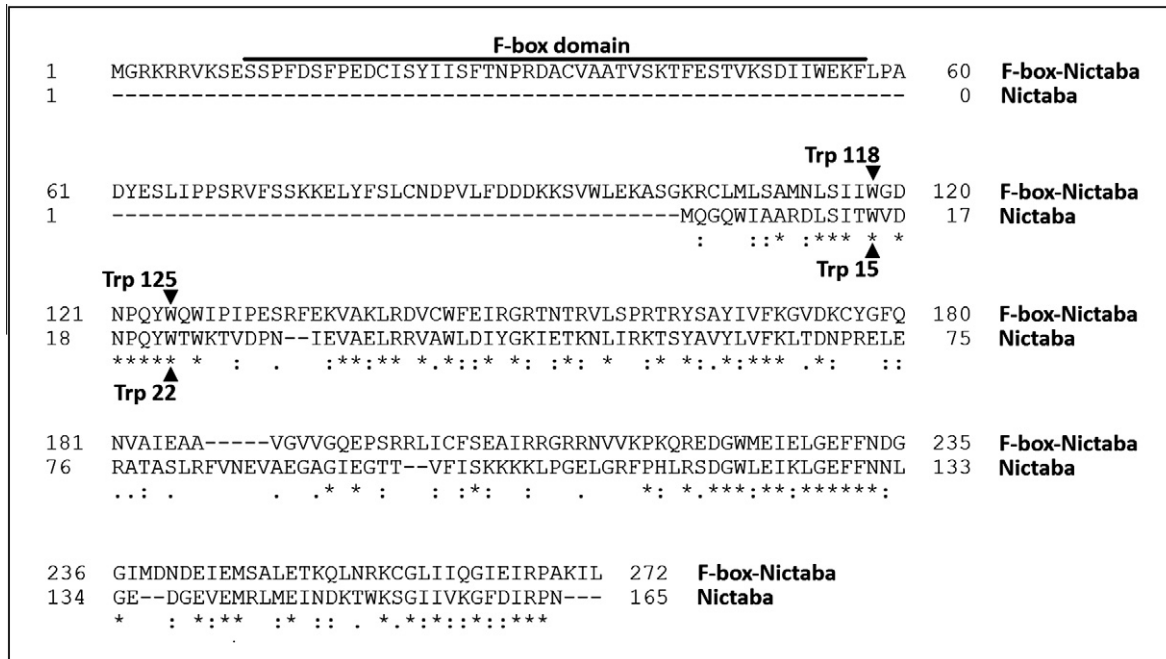 F-box domain
1 MGRKRRVKSESSPFDSFPEDCISYIISFTNPRDACVAATVSKTFESTVKSDIIWEKFLPA 60 F-box-Nictaba
1 ------------------------------------------------------------ 0 Nictaba
Trp 118
61 DYESLIPPSRVFSSKKELYFSLCNDPVLFDDDKKSVWLEKASGKRCLMLSAMNLSIIWGD 120 F-box-Nictaba
1 -------------------------------------------MQGQWIAARDLSITWVD 17 Nictaba
: ::* :*** * *
Trp 15
Trp 125
121 NPQYWQWIPIPESRFEKVAKLRDVCWFEIRGRTNTRVLSPRTRYSAYIVFKGVDKCYGFQ 180 F-box-Nictaba
18 NPQYWTWKTVDPN--IEVAELRRVAWLDIYGKIETKNLIRKTSYAVYLVFKLTDNPRELE 75 Nictaba
***** * : . :**:** *.*::* *: :*: * :* *:.*:*** .*: ::
Trp 22
181 NVAIEAA-----VGVVGQEPSRRLICFSEAIRRGRRNVVKPKQREDGWMEIELGEFFNDG 235 F-box-Nictaba
76 RATASLRFVNEVAEGAGIEGTT--VFISKKKKLPGELGRFPHLRSDGWLEIKLGEFFNNL 133 Nictaba
..: . . .* * : : :*: : . *: *.***:**:******:
236 GIMDNDEIEMSALETKQLNRKCGLIIQGIEIRPAKIL 272 F-box-Nictaba
134 GE--DGEVEMRLMEINDKTWKSGIIVKGFDIRPN--- 165 Nictaba
* : *:** :* :: . *.*:*::*::***